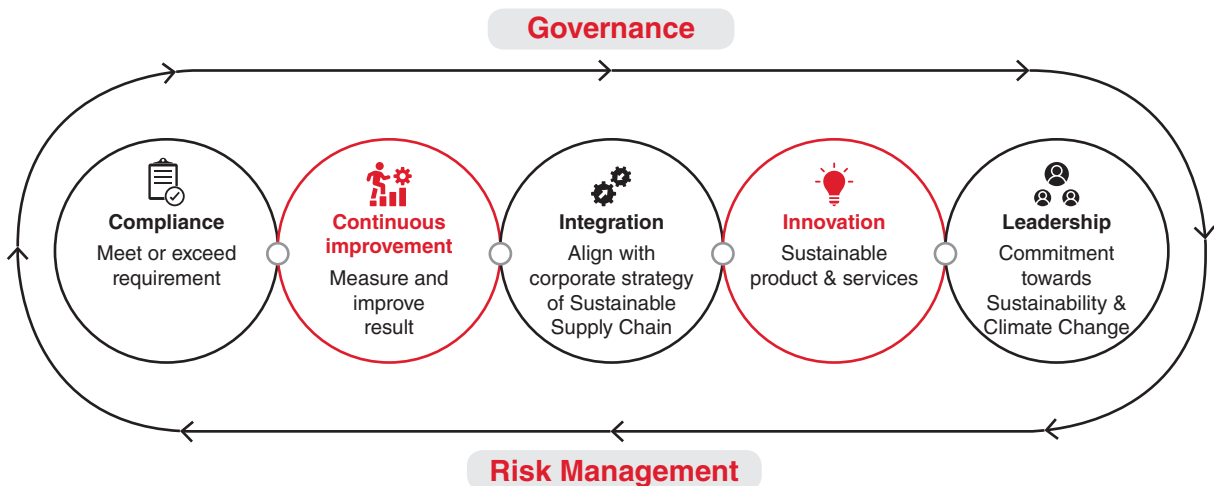 Governance
Compliance
Meet or exceed
requirement
Continuous
improvement
Measure and
improve
result
Integration
Align with
corporate strategy
of Sustainable
Supply Chain
Innovation
Sustainable
product & services
Leadership
Commitment
towards
Sustainability &
Climate Change
Risk Management